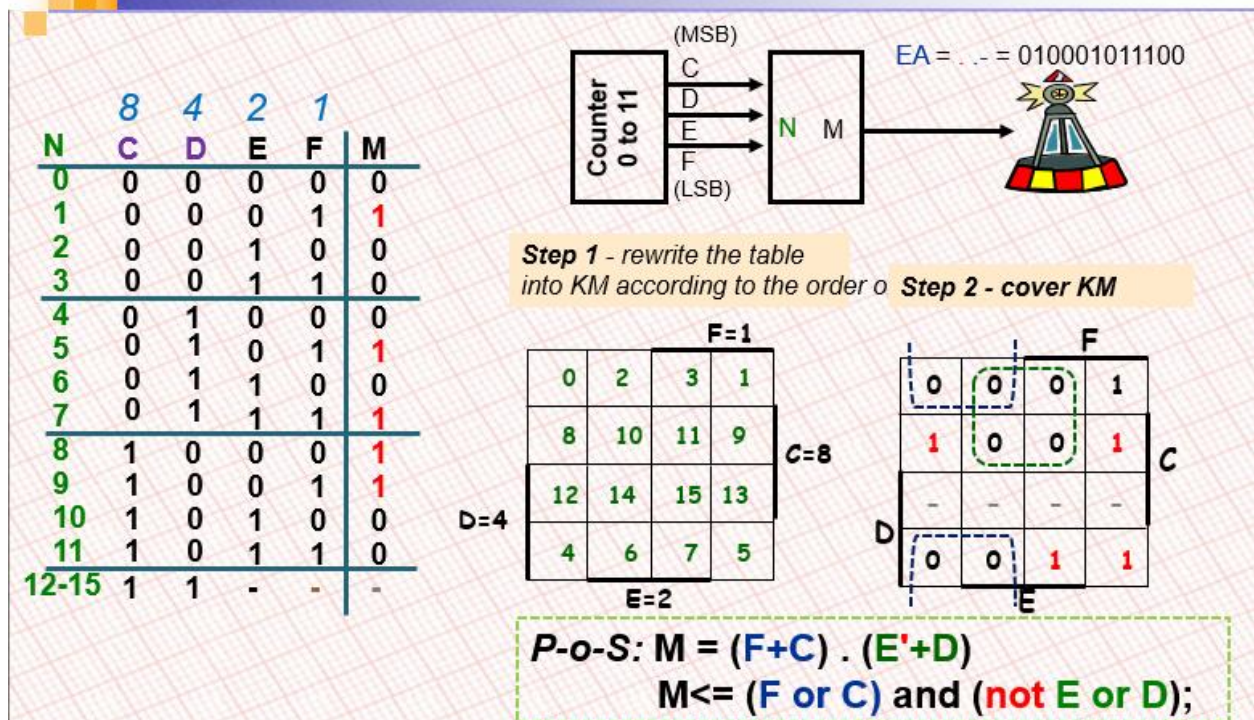 8 4 2 1
N C D E F M
0 0 0 0 0 0
1 0 0 0 1 1
2 0 0 1 0 0
3 0 0 1 1 0
4 0 1 0 0 0
5 0 1 0 1 1
6 0 1 1 0 0
7 0 1 1 1 1
8 1 0 0 0 1
9 1 0 0 1 1
10 1 0 1 0 0
11 1 0 1 1 0
12-15 1 1 - - -
Counter
0 to 11
(MSB)
C
D
E
F
(LSB)
N M
EA = . .- = 010001011100
Step 1 - rewrite the table
into KM according to the order o
Step 2 - cover KM
F=1
0 2 3 1
8 10 11 9
C=8
12 14 15 13
D=4
4 6 7 5
E=2
F
0 0 0 1
1 0 0 1
C
- - - -
D
0 0 1 1
E
P-o-S: M = (F+C) . (E'+D)
M<= (F or C) and (not E or D);